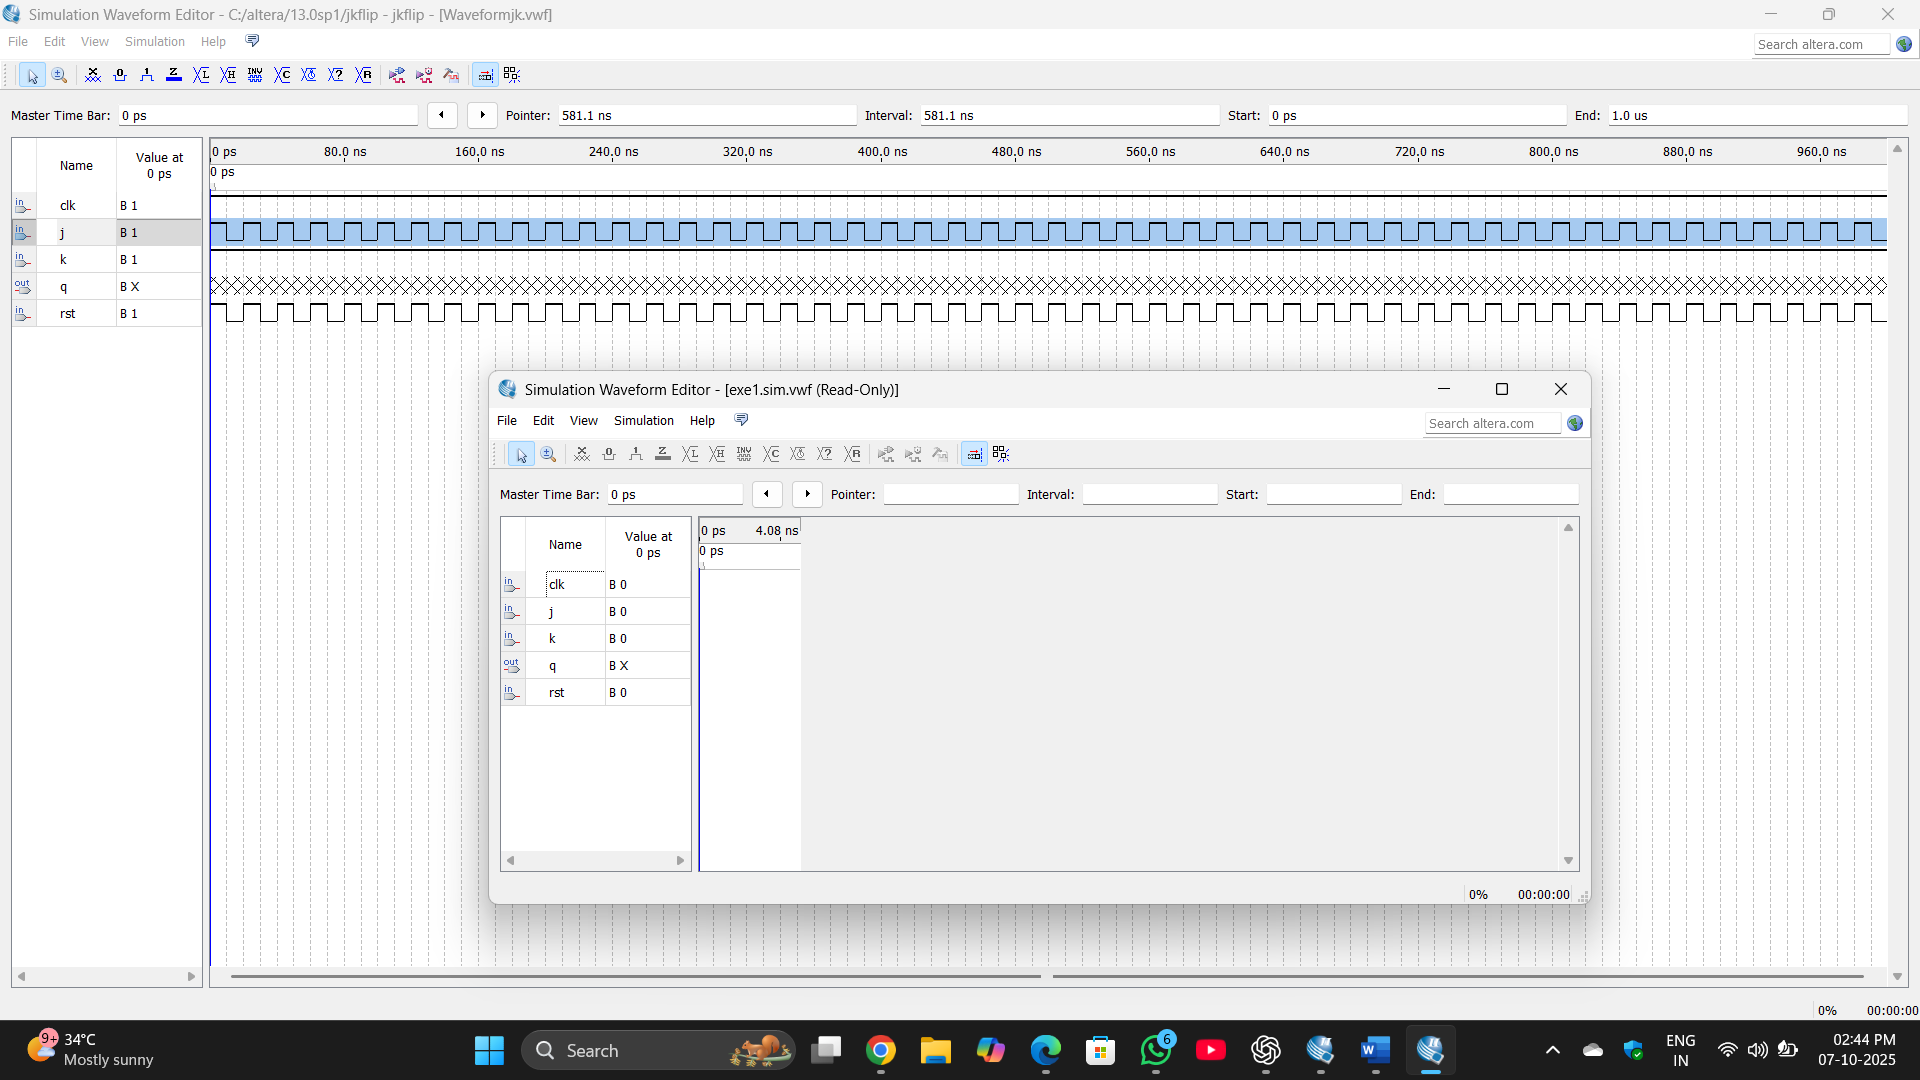 Simulation Waveform Editor - C:/altera/13.0sp1/jkflip - jkflip - [Waveformjk.vwf]
File Edit View Simulation Help
Search altera.com
Master Time Bar: 0 ps Pointer: 581.1 ns Interval: 581.1 ns Start: 0 ps End: 1.0 us
Name Value at 0 ps
0 ps 80.0 ns 160.0 ns 240.0 ns 320.0 ns 400.0 ns 480.0 ns 560.0 ns 640.0 ns 720.0 ns 800.0 ns 880.0 ns 960.0 ns
0 ps
in clk B 1
in j B 1
in k B 1
out q B X
in rst B 1
Simulation Waveform Editor - [exe1.sim.vwf (Read-Only)]
File Edit View Simulation Help
Search altera.com
Master Time Bar: 0 ps Pointer: Interval: Start: End:
Name Value at 0 ps
0 ps 4.08 ns
0 ps
in clk B 0
in j B 0
in k B 0
out q B X
in rst B 0
0% 00:00:00
0% 00:00:00
9+ 34°C
Mostly sunny
Search
6
ENG
IN
02:44 PM
07-10-2025